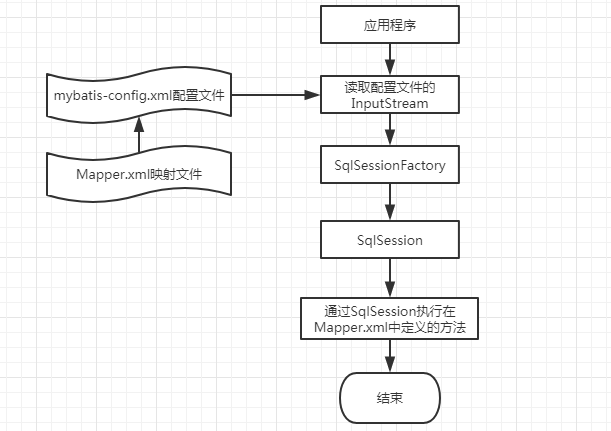 应用程序
mybatis-config.xml配置文件
读取配置文件的
InputStream
Mapper.xml映射文件
SqlSessionFactory
SqlSession
通过SqlSession执行在
Mapper.xml中定义的方法
结束